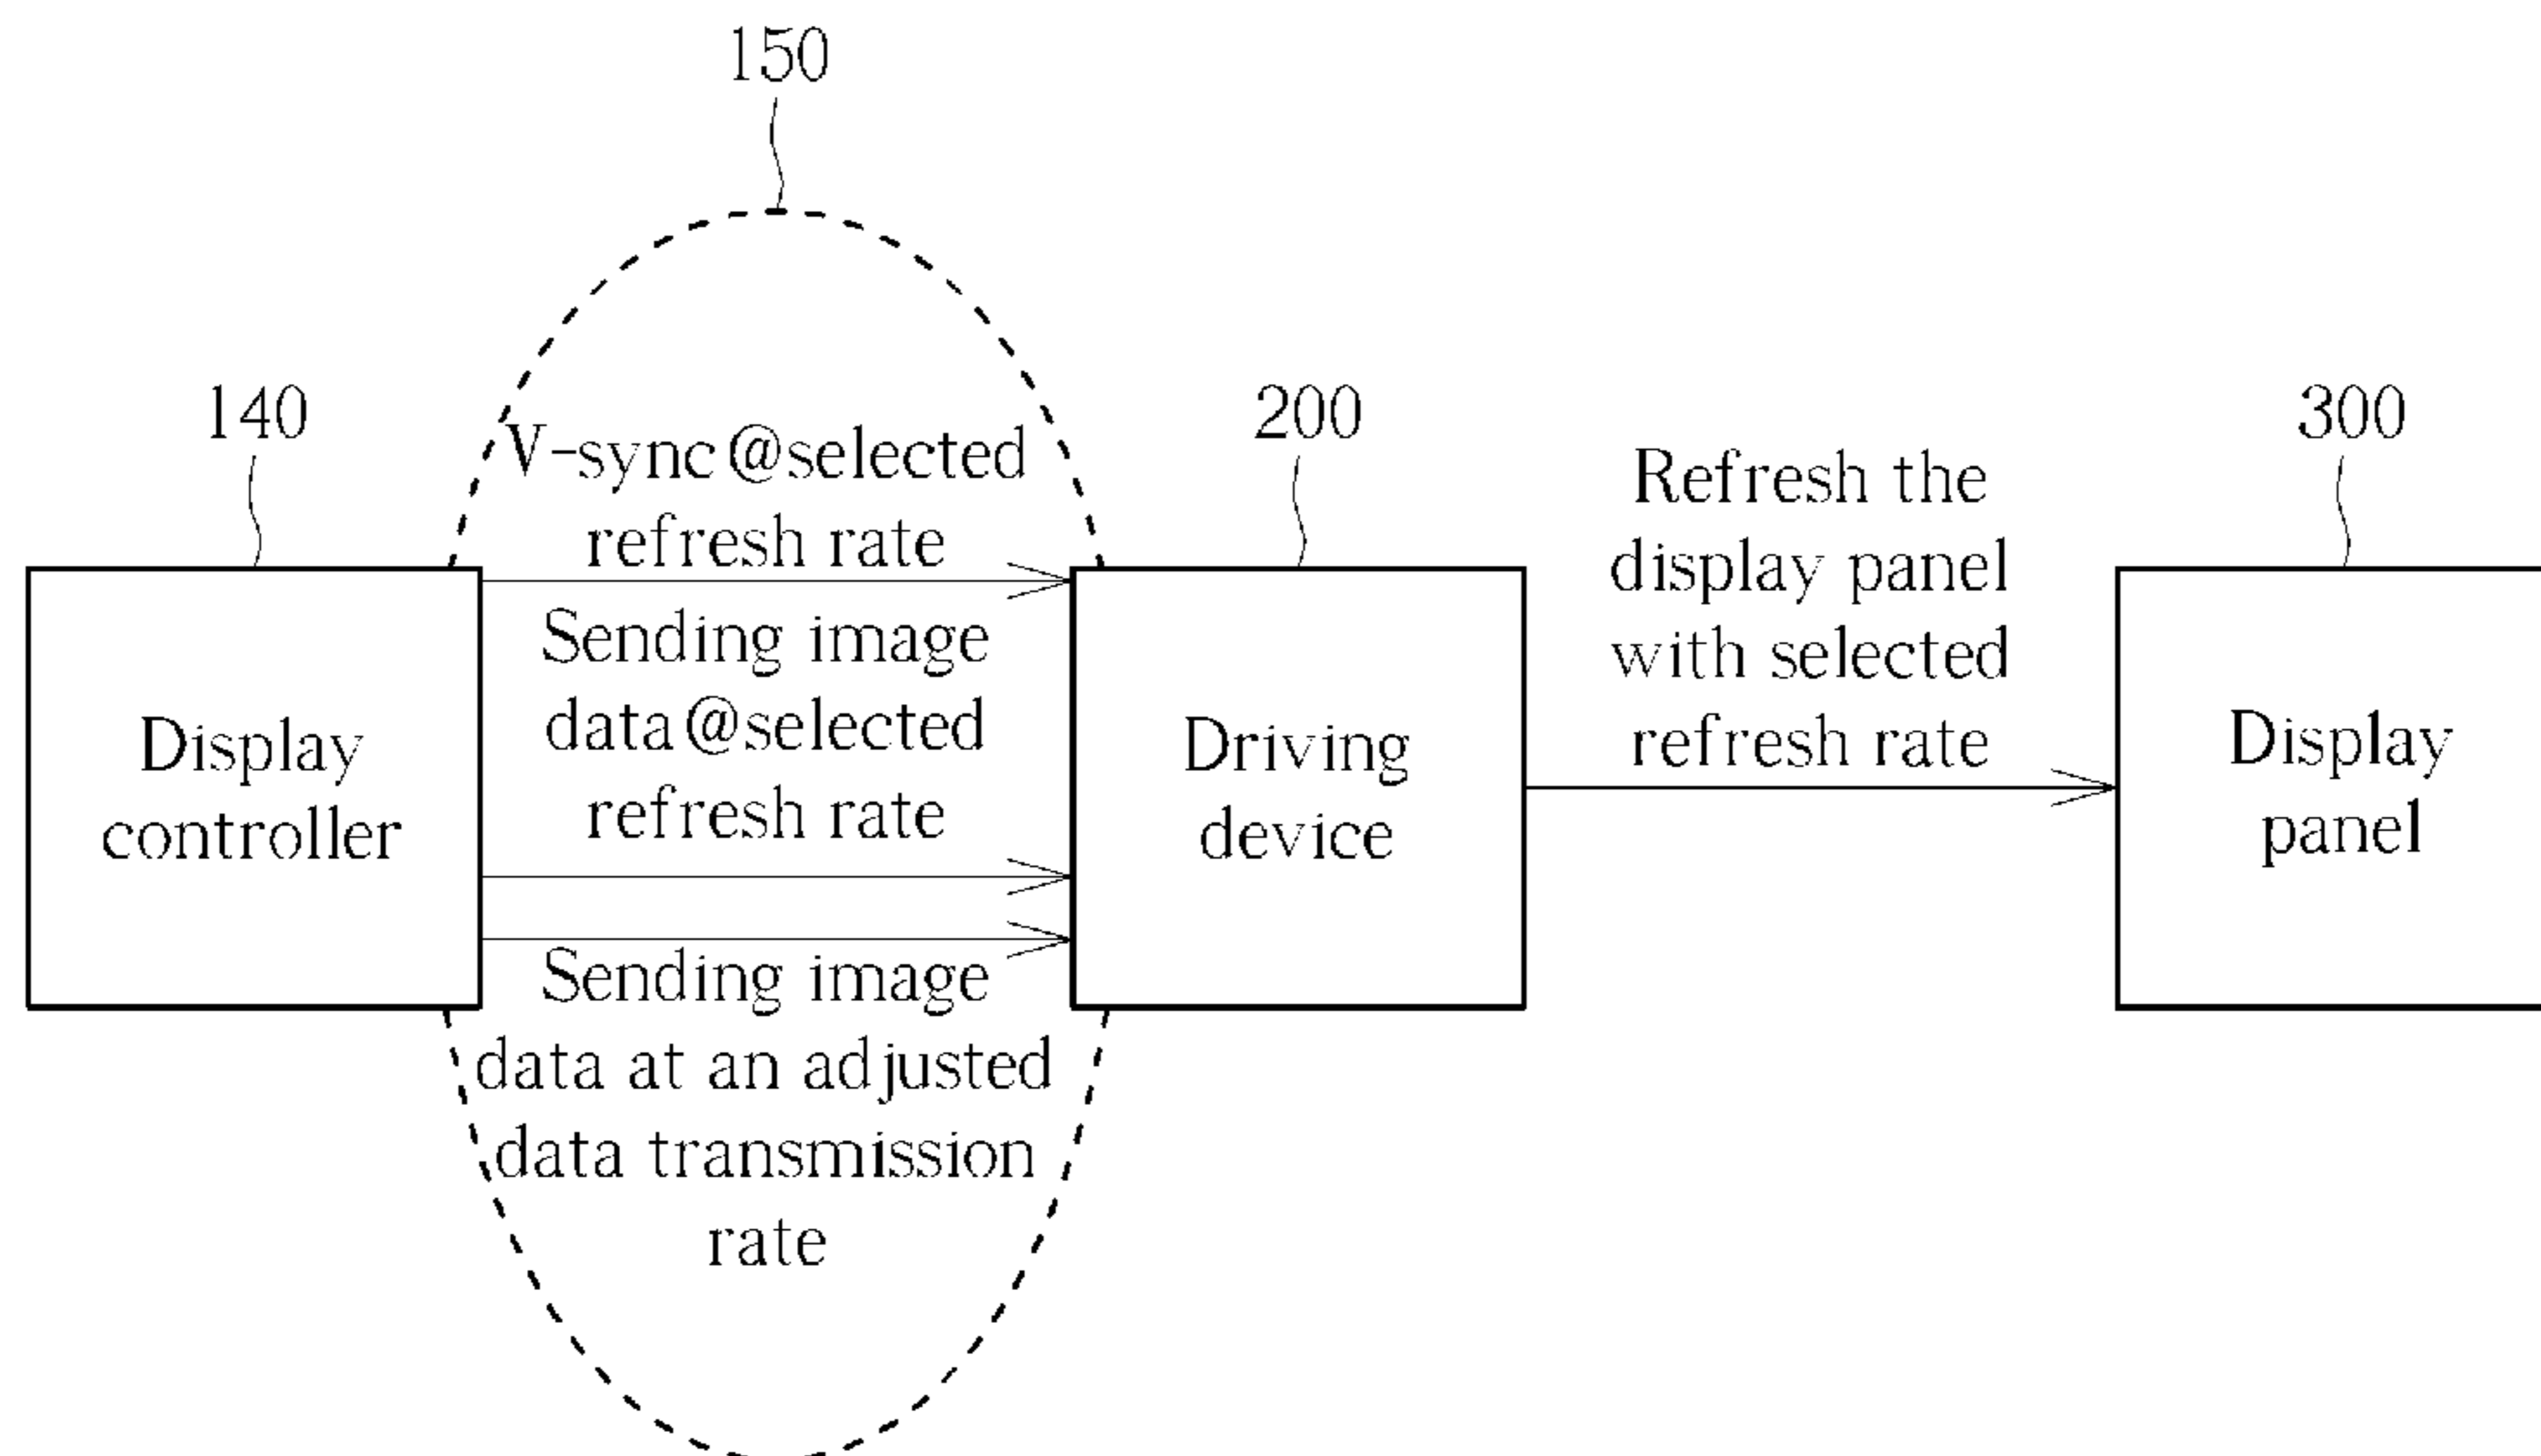 150
140
200
300
V-sync@selected
refresh rate
Sending image
data@selected
refresh rate
Sending image
data at an adjusted
data transmission
rate
Refresh the
display panel
with selected
refresh rate
Display
controller
Driving
device
Display
panel